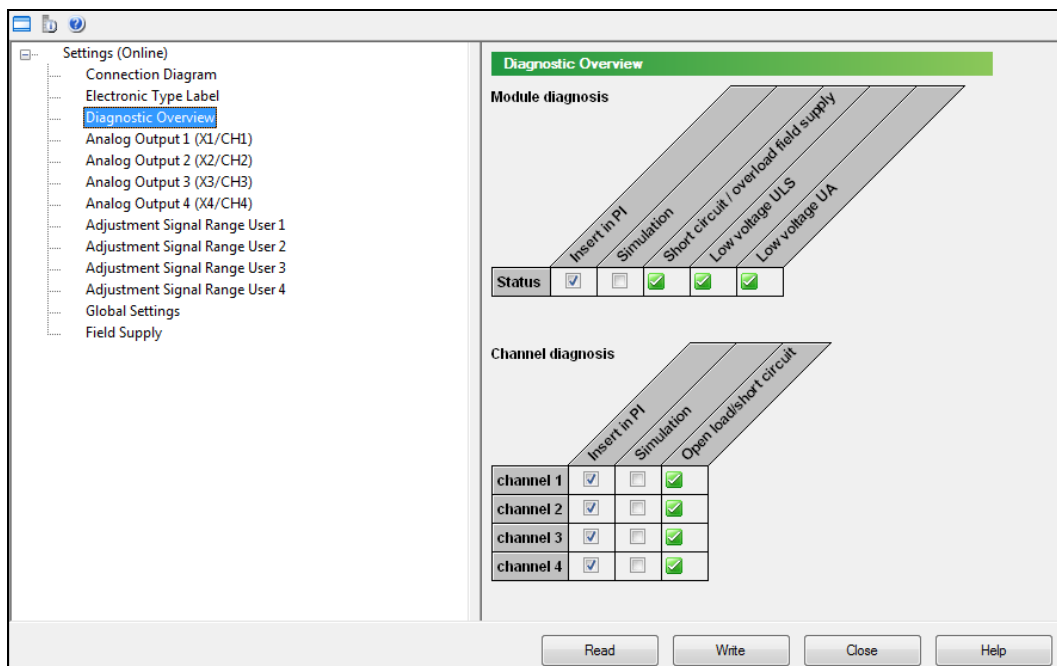 Settings (Online)
Connection Diagram
Electronic Type Label
Diagnostic Overview
Analog Output 1 (X1/CH1)
Analog Output 2 (X2/CH2)
Analog Output 3 (X3/CH3)
Analog Output 4 (X4/CH4)
Adjustment Signal Range User 1
Adjustment Signal Range User 2
Adjustment Signal Range User 3
Adjustment Signal Range User 4
Global Settings
Field Supply
Diagnostic Overview
Module diagnosis
Insert in PI
Simulation
Short circuit / overload field supply
Low voltage ULS
Low voltage UA
Status
Channel diagnosis
Insert in PI
Simulation
Open load/short circuit
channel 1
channel 2
channel 3
channel 4
Read
Write
Close
Help